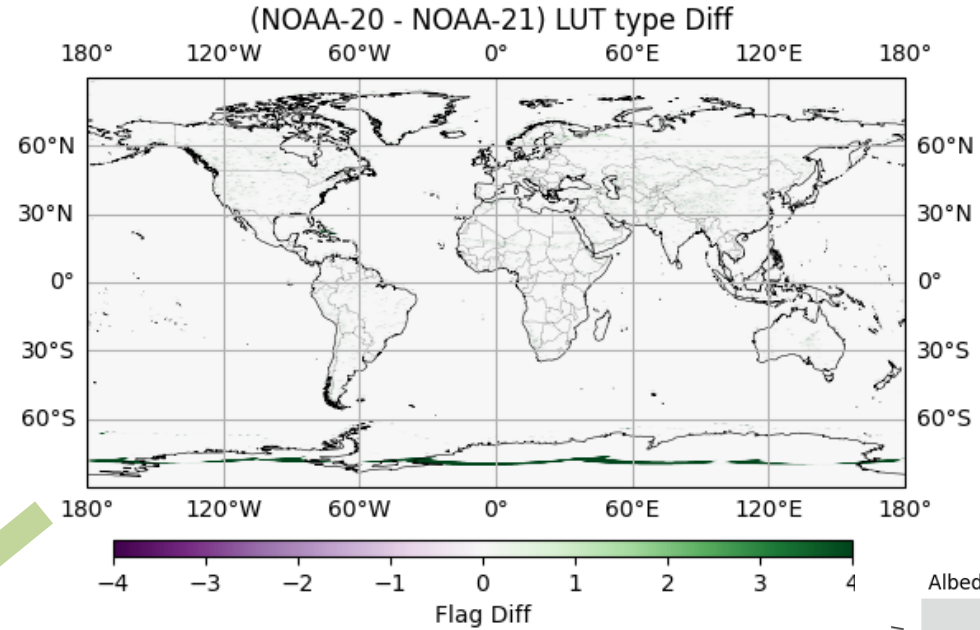 (NOAA-20 - NOAA-21) LUT type Diff
180° 120°W 60°W 0° 60°E 120°E 180°
60°N 60°N
30°N 30°N
0° 0°
30°S 30°S
60°S 60°S
180° 120°W 60°W 0° 60°E 120°E 180°
−4 −3 −2 −1 0 1 2 3 4
Flag Diff
Albed